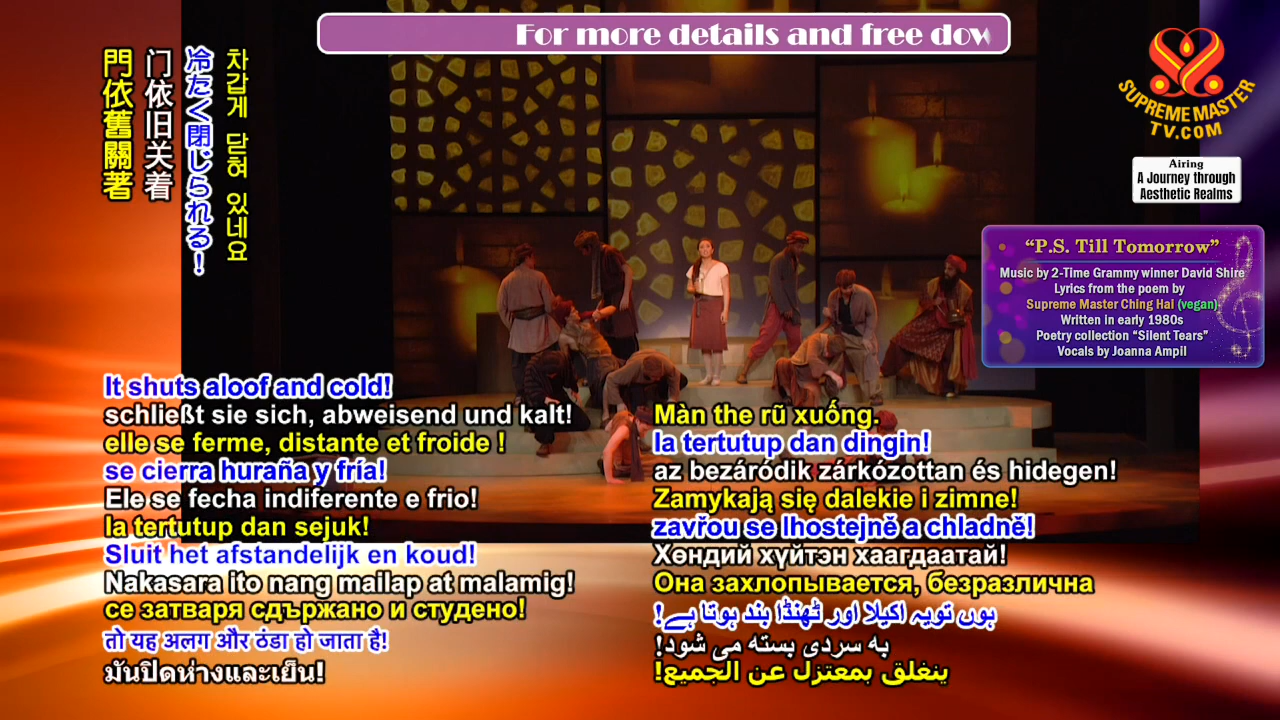 For more details and free dow
門依舊關著
门依旧关着
冷たく閉じられる!
차갑게 닫혀 있네요
SUPREME MASTER
TV.COM
Airing
A Journey through
Aesthetic Realms
“P.S. Till Tomorrow”
Music by 2-Time Grammy winner David Shire
Lyrics from the poem by
Supreme Master Ching Hai (vegan)
Written in early 1980s
Poetry collection “Silent Tears”
Vocals by Joanna Ampil
It shuts aloof and cold!
schließt sie sich, abweisend und kalt!
elle se ferme, distante et froide !
se cierra huraña y fría!
Ele se fecha indiferente e frio!
Ia tertutup dan sejuk!
Sluit het afstandelijk en koud!
Nakasara ito nang mailap at malamig!
се затваря сдържано и студено!
तो यह अलग और ठंडा हो जाता है!
มันปิดห่างและเย็น!
Màn the rũ xuống.
Ia tertutup dan dingin!
az bezáródik zárkózottan és hidegen!
Zamykają się dalekie i zimne!
zavřou se lhostejně a chladně!
Хөндий хүйтэн хаагдаатай!
Она захлопывается, безразлична
ہوں تویہ اکیلا اور ٹھنڈا بند ہوتا ہے!
به سردی بسته می شود!
ينغلق بمعتزل عن الجميع!